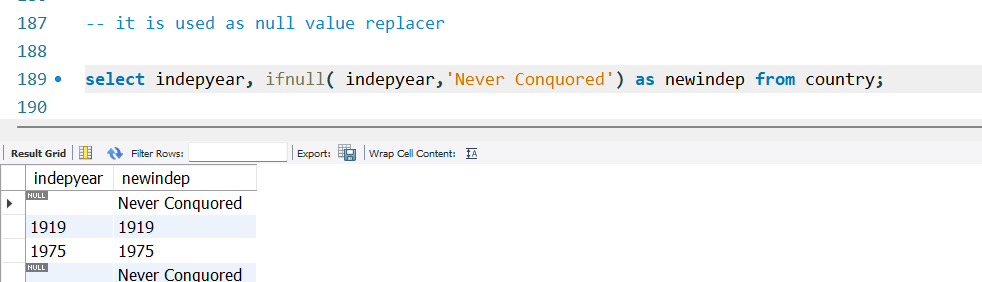 187 -- it is used as null value replacer
188
189 select indepyear, ifnull( indepyear,'Never Conquored') as newindep from country;
190
Result Grid Filter Rows: Export: Wrap Cell Content: IA
indepyear newindep
NULL Never Conquored
1919 1919
1975 1975
NULL Never Conquored